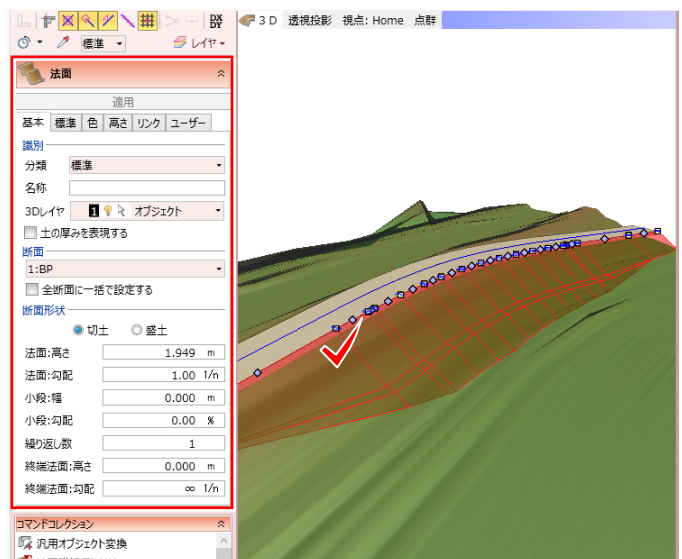 DX
DY
3 D 透視投影 視点: Home 点群
標準
レイヤ
法面
適用
基本 標準 色 高さ リンク ユーザー
識別
分類 標準
名称
3Dレイヤ 1 オブジェクト
土の厚みを表現する
断面
1:BP
全断面に一括で設定する
断面形状
切土 盛土
法面:高さ 1.949 m
法面:勾配 1.00 1/n
小段:幅 0.000 m
小段:勾配 0.00 %
繰り返し数 1
終端法面:高さ 0.000 m
終端法面:勾配 ∞ 1/n
コマンドコレクション
汎用オブジェクト変換